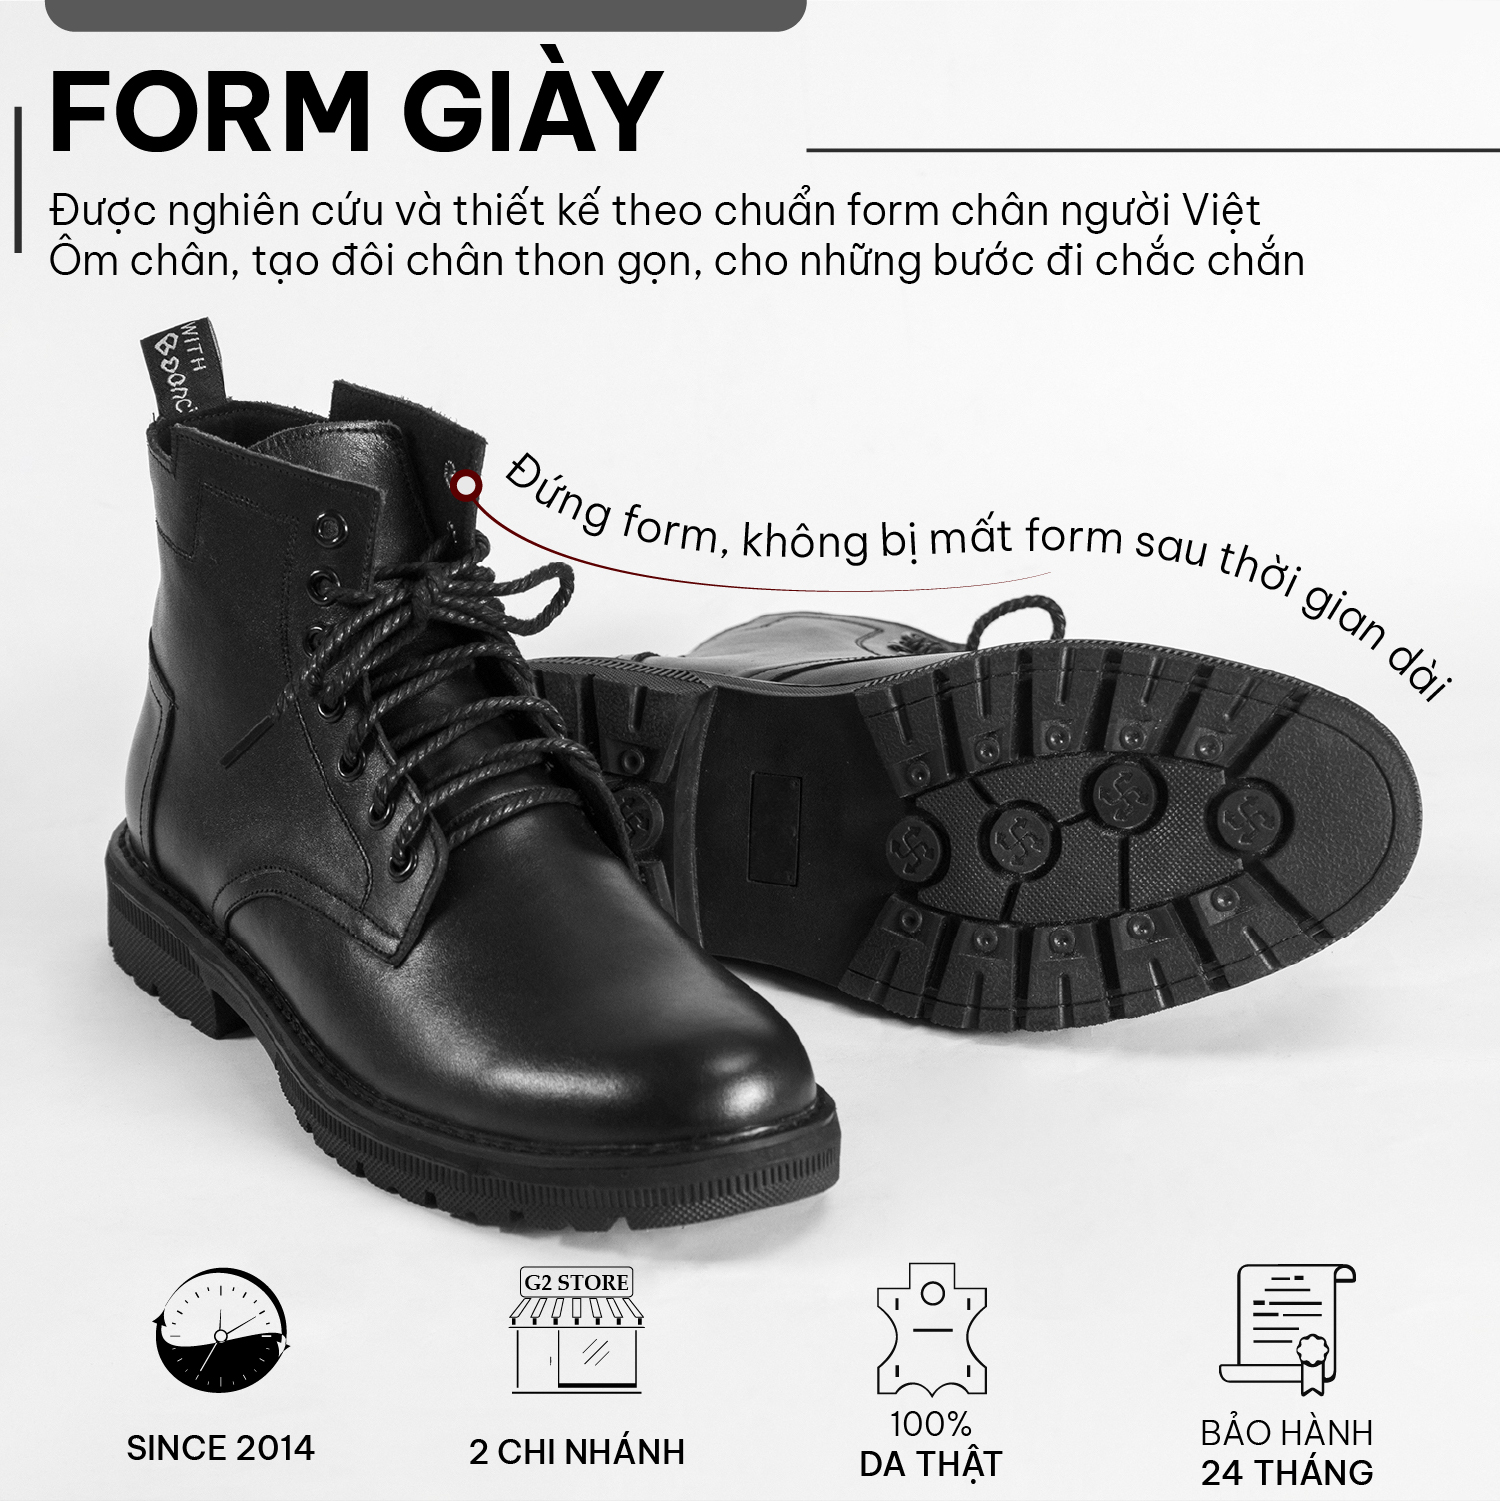 FORM GIÀY
Được nghiên cứu và thiết kế theo chuẩn form chân người Việt
Ôm chân, tạo đôi chân thon gọn, cho những bước đi chắc chắn
WITH
Đứng form, không bị mất form sau thời gian dài
G2 STORE
SINCE 2014
2 CHI NHÁNH
100%
DA THẬT
BẢO HÀNH
24 THÁNG